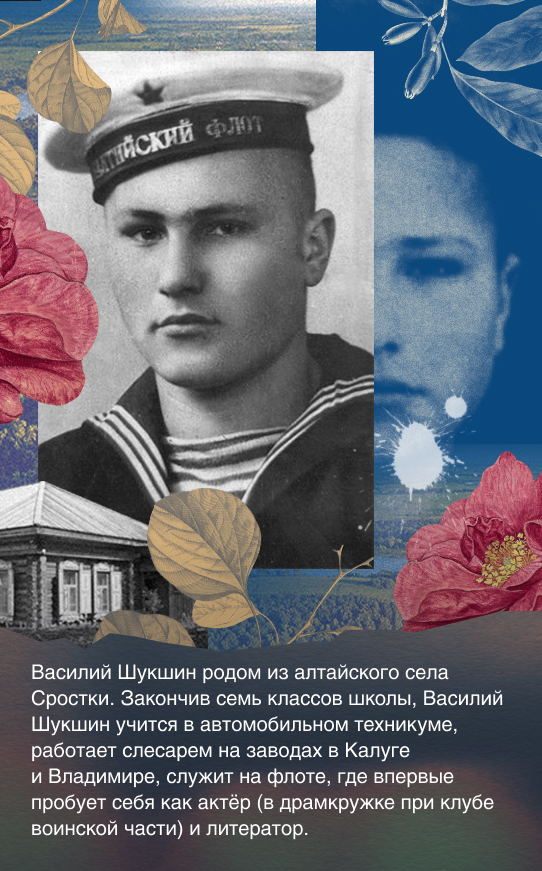 ЛТИЙСКИЙ ФЛОТ
Василий Шукшин родом из алтайского села
Сростки. Закончив семь классов школы, Василий
Шукшин учится в автомобильном техникуме,
работает слесарем на заводах в Калуге
и Владимире, служит на флоте, где впервые
пробует себя как актёр (в драмкружке при клубе
воинской части) и литератор.